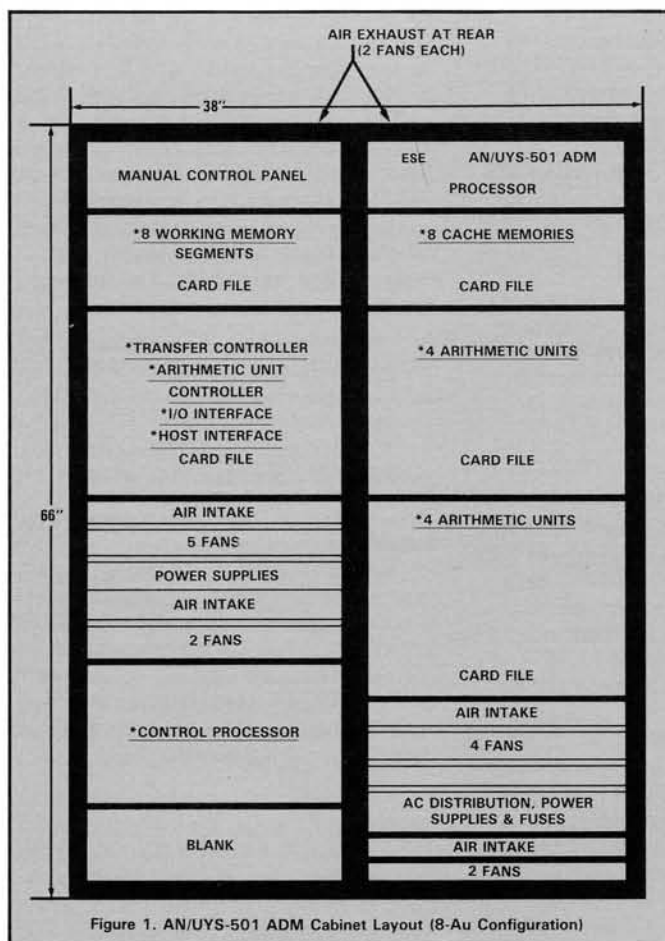 AIR EXHAUST AT REAR
(2 FANS EACH)
38"
66"
MANUAL CONTROL PANEL
*8 WORKING MEMORY
SEGMENTS
CARD FILE
*TRANSFER CONTROLLER
*ARITHMETIC UNIT
CONTROLLER
*I/O INTERFACE
*HOST INTERFACE
CARD FILE
AIR INTAKE
5 FANS
POWER SUPPLIES
AIR INTAKE
2 FANS
*CONTROL PROCESSOR
BLANK
ESE AN/UYS-501 ADM
PROCESSOR
*8 CACHE MEMORIES
CARD FILE
*4 ARITHMETIC UNITS
CARD FILE
*4 ARITHMETIC UNITS
CARD FILE
AIR INTAKE
4 FANS
AC DISTRIBUTION, POWER
SUPPLIES & FUSES
AIR INTAKE
2 FANS
Figure 1. AN/UYS-501 ADM Cabinet Layout (8-Au Configuration)